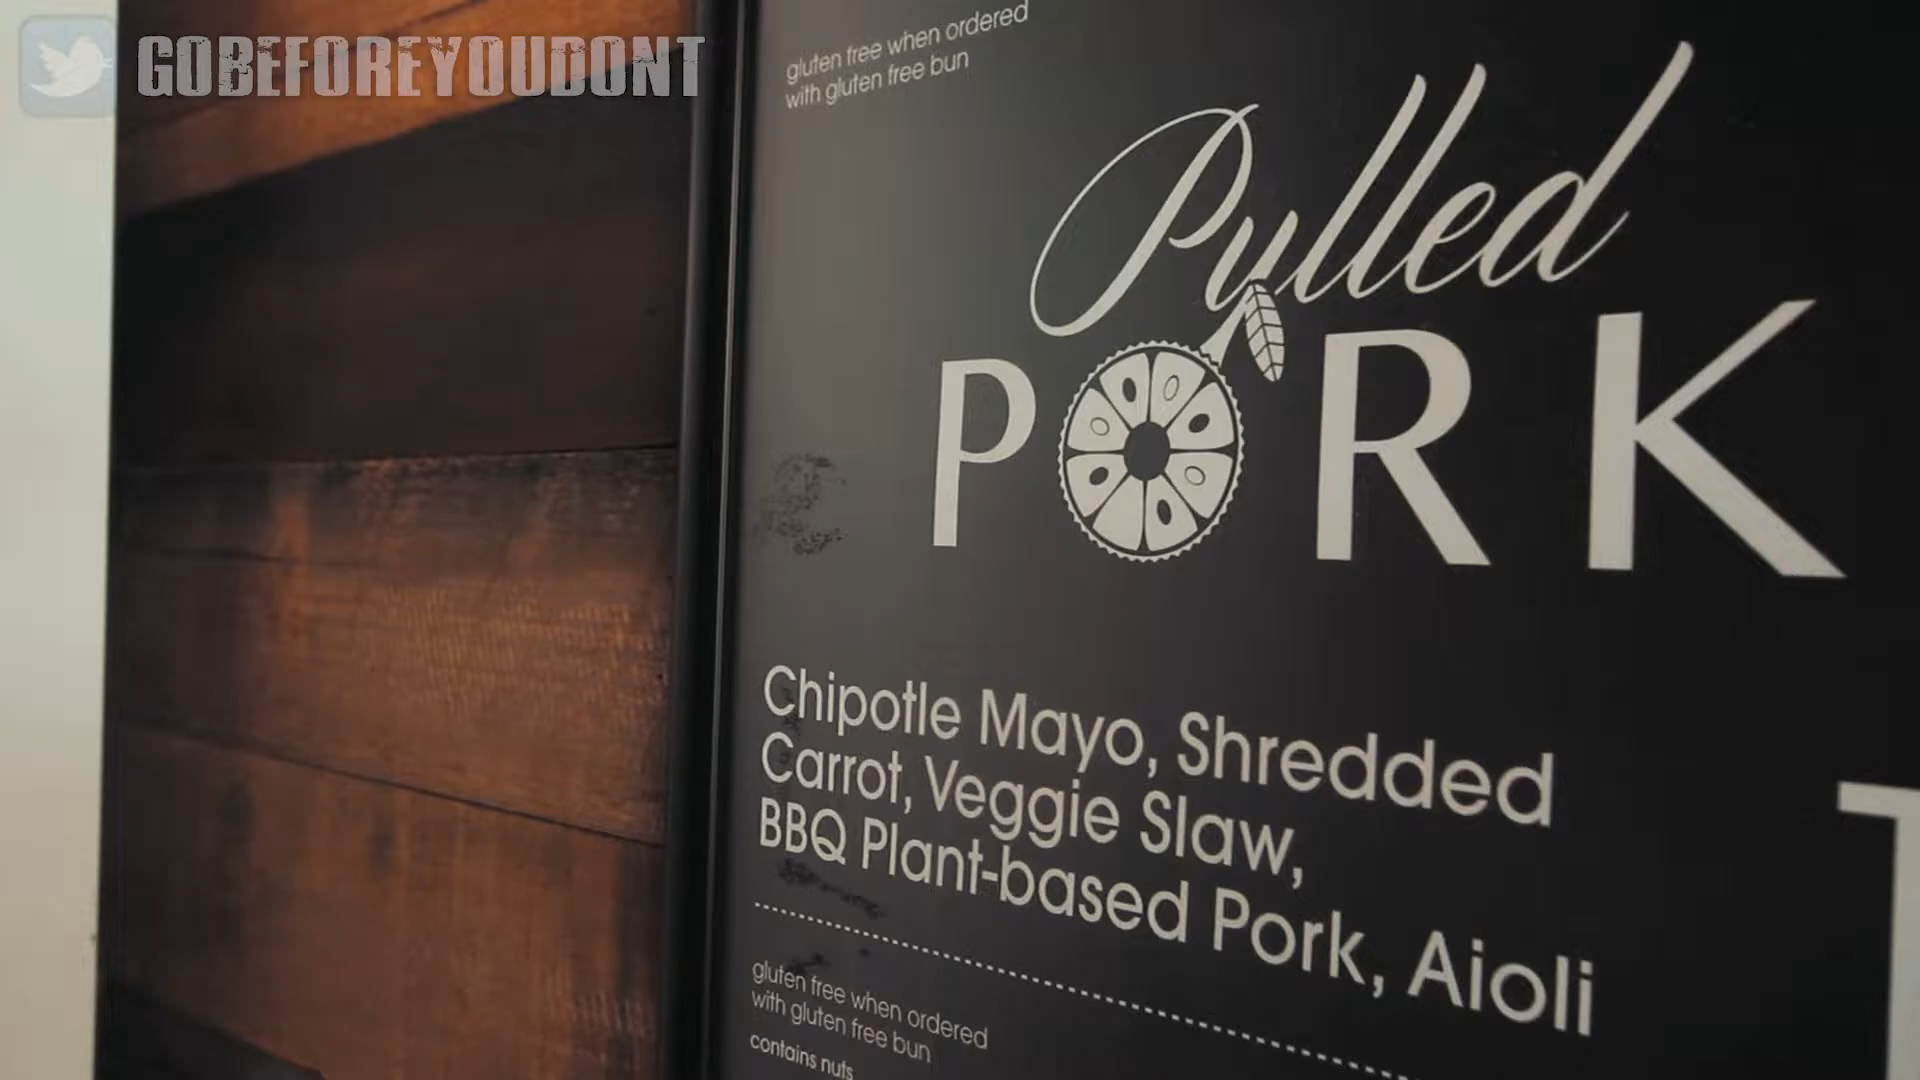 GOBEFOREYOUDONT
gluten free when ordered
with gluten free bun
Pulled
PORK
Chipotle Mayo, Shredded
Carrot, Veggie Slaw,
BBQ Plant-based Pork, Aioli
gluten free when ordered
with gluten free bun
contains nuts